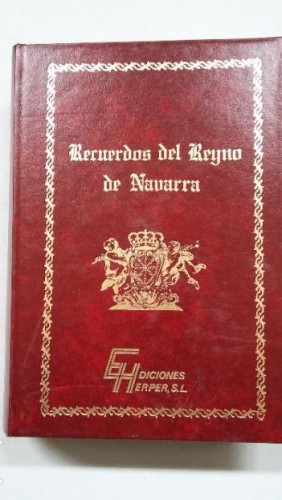 Recuerdos del Reyno
de Navarra
EDICIONES
HERPER, S.L.